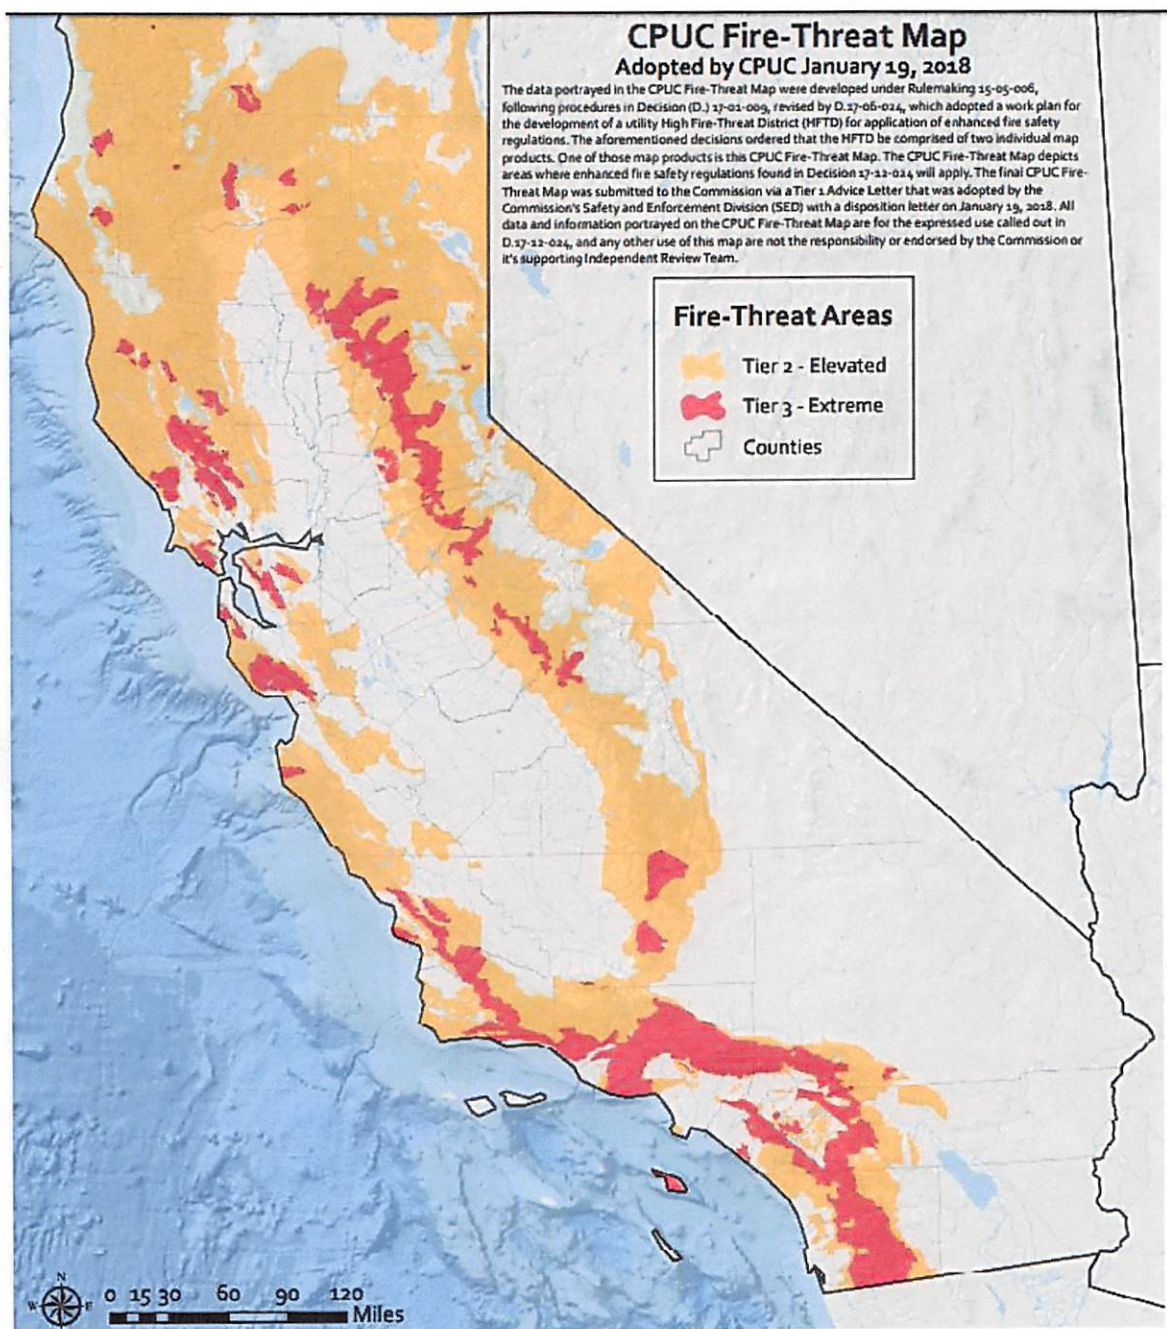 CPUC Fire-Threat Map
Adopted by CPUC January 19, 2018
The data portrayed in the CPUC Fire-Threat Map were developed under Rulemaking 15-05-006,
following procedures in Decision (D.) 17-01-009, revised by D.17-06-024, which adopted a work plan for
the development of a utility High Fire-Threat District (HFTD) for application of enhanced fire safety
regulations. The aforementioned decisions ordered that the HFTD be comprised of two individual map
products. One of those map products is this CPUC Fire-Threat Map. The CPUC Fire-Threat Map depicts
areas where enhanced fire safety regulations found in Decision 17-12-024 will apply. The final CPUC Fire-
Threat Map was submitted to the Commission via a Tier 1 Advice Letter that was adopted by the
Commission's Safety and Enforcement Division (SED) with a disposition letter on January 19, 2018. All
data and information portrayed on the CPUC Fire-Threat Map are for the expressed use called out in
D.17-12-024, and any other use of this map are not the responsibility or endorsed by the Commission or
it's supporting Independent Review Team.
Fire-Threat Areas
Tier 2 - Elevated
Tier 3 - Extreme
Counties
N
W E
0 15 30 60 90 120
Miles